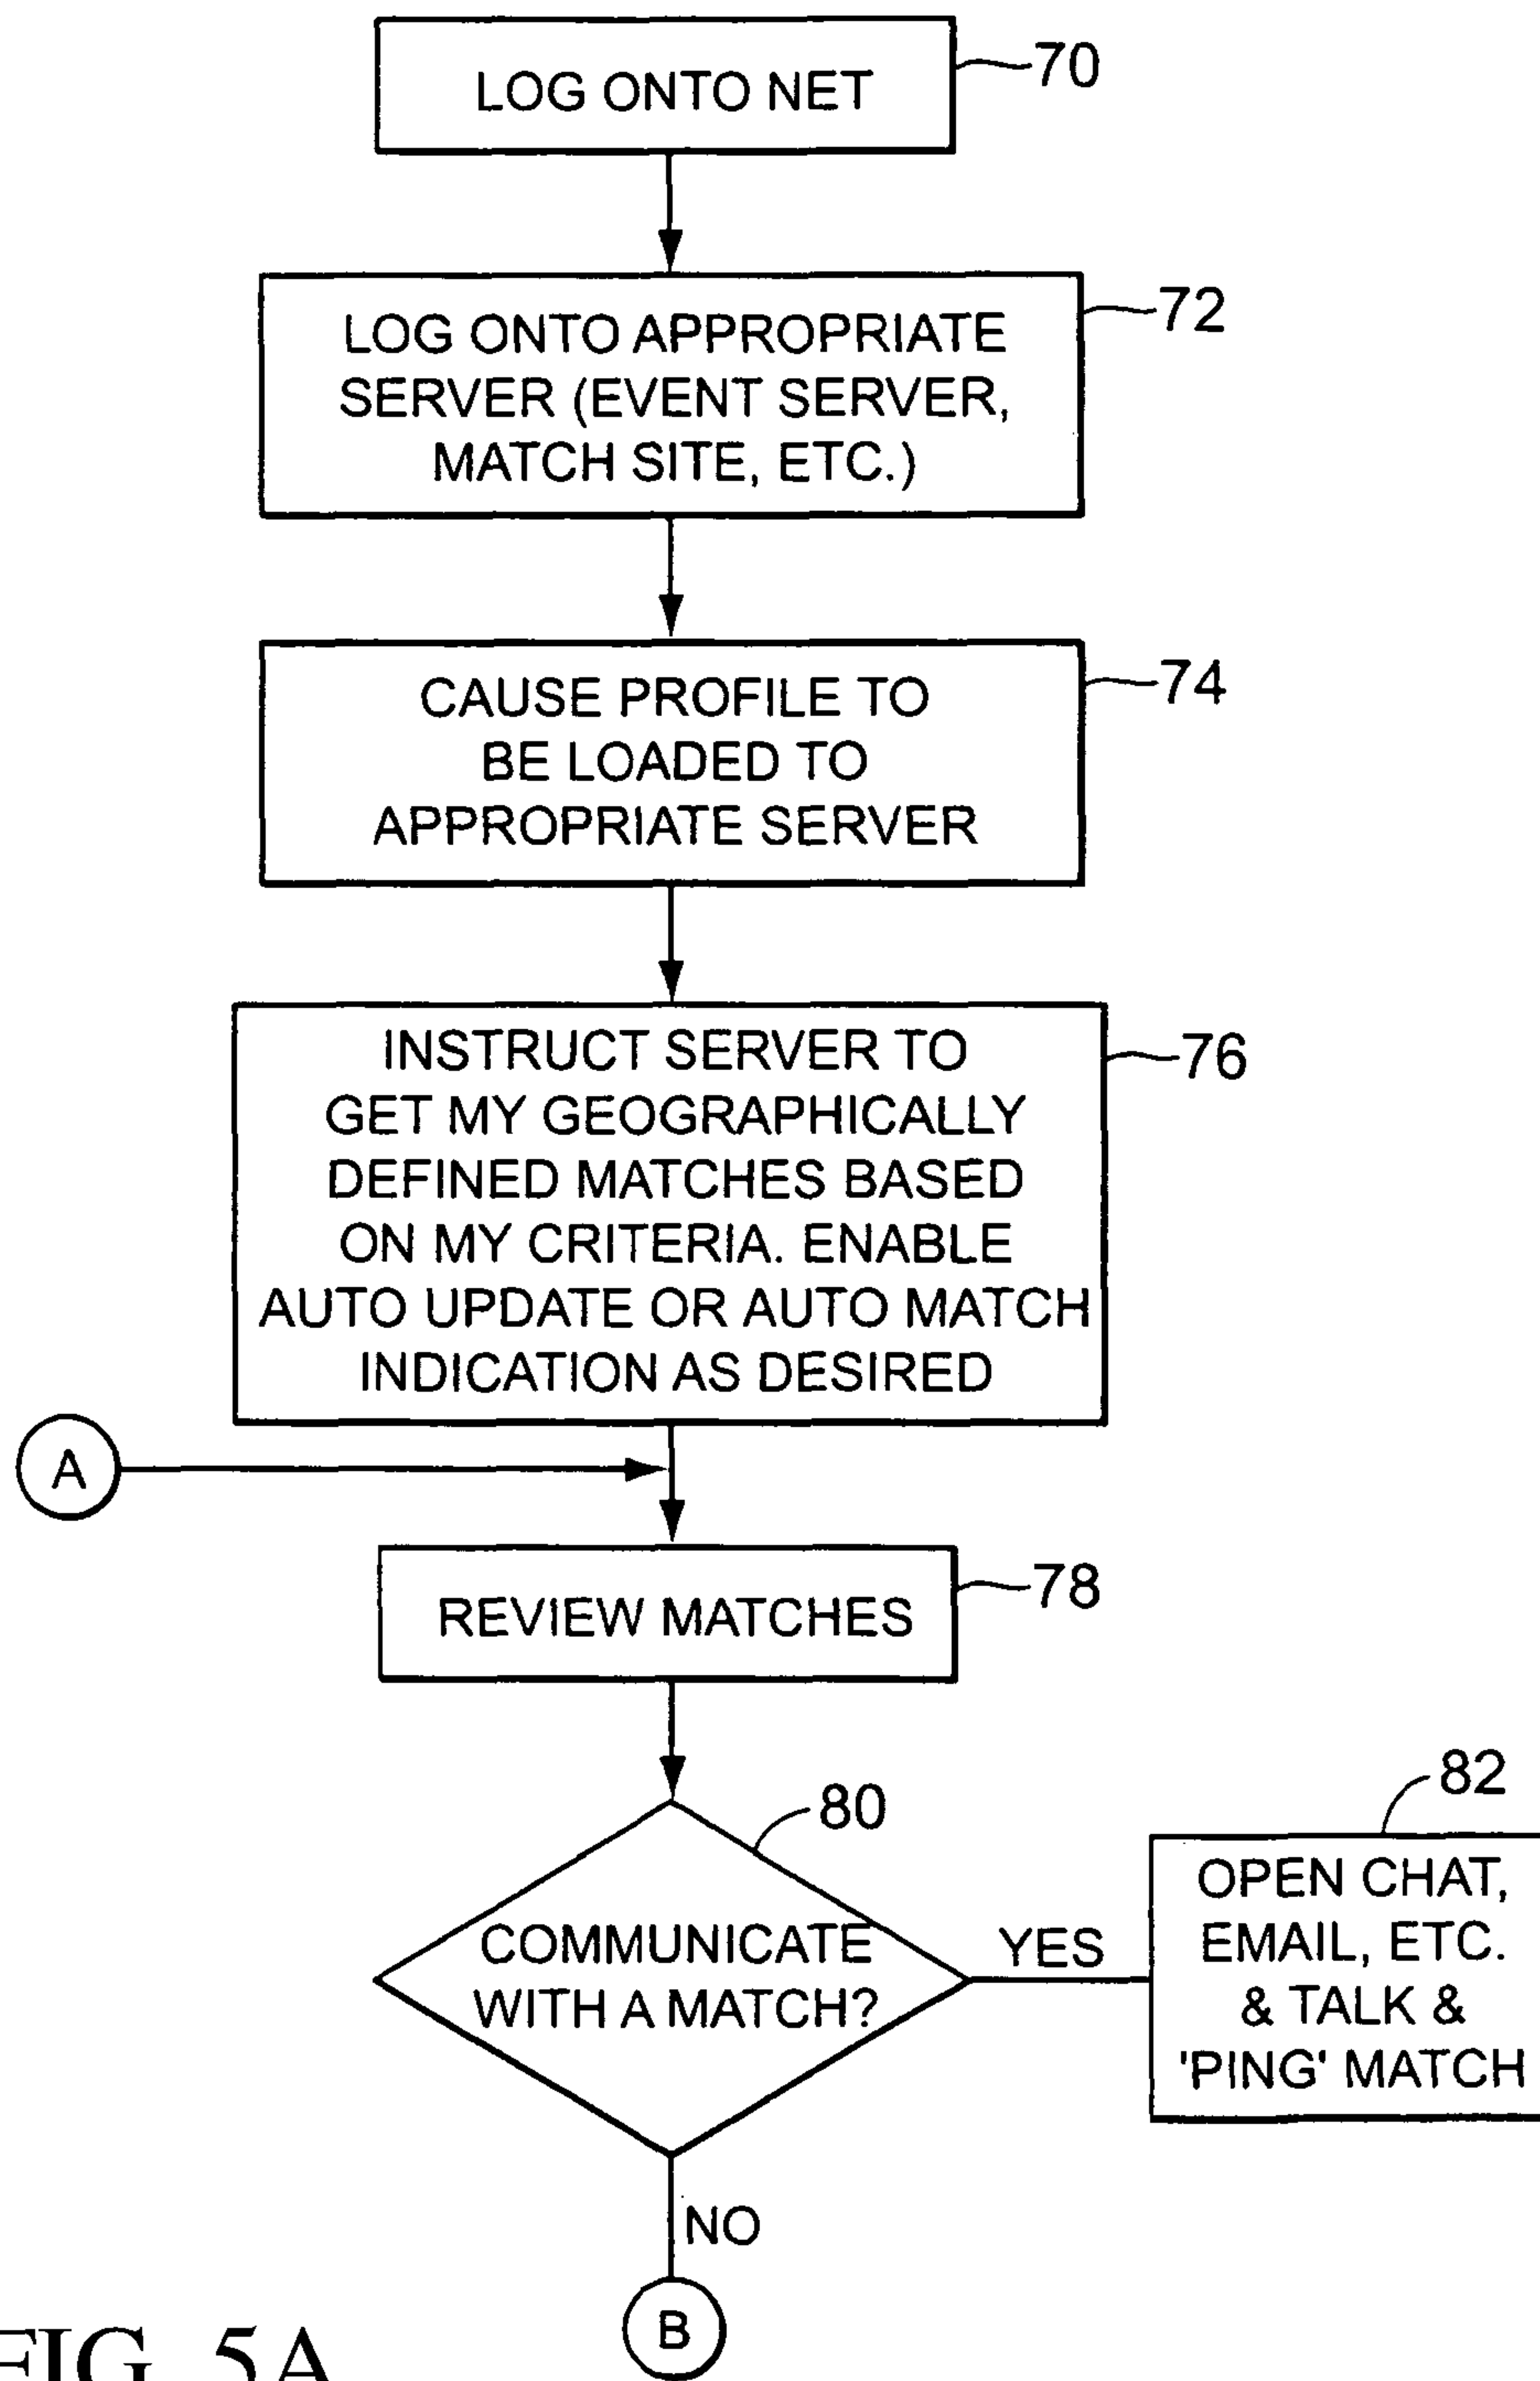 LOG ONTO NET
70
LOG ONTO APPROPRIATE
SERVER (EVENT SERVER,
MATCH SITE, ETC.)
72
CAUSE PROFILE TO
BE LOADED TO
APPROPRIATE SERVER
74
INSTRUCT SERVER TO
GET MY GEOGRAPHICALLY
DEFINED MATCHES BASED
ON MY CRITERIA. ENABLE
AUTO UPDATE OR AUTO MATCH
INDICATION AS DESIRED
76
A
REVIEW MATCHES
78
COMMUNICATE
WITH A MATCH?
80
YES
OPEN CHAT,
EMAIL, ETC.
& TALK &
'PING' MATCH
82
NO
B
FIG. 5A